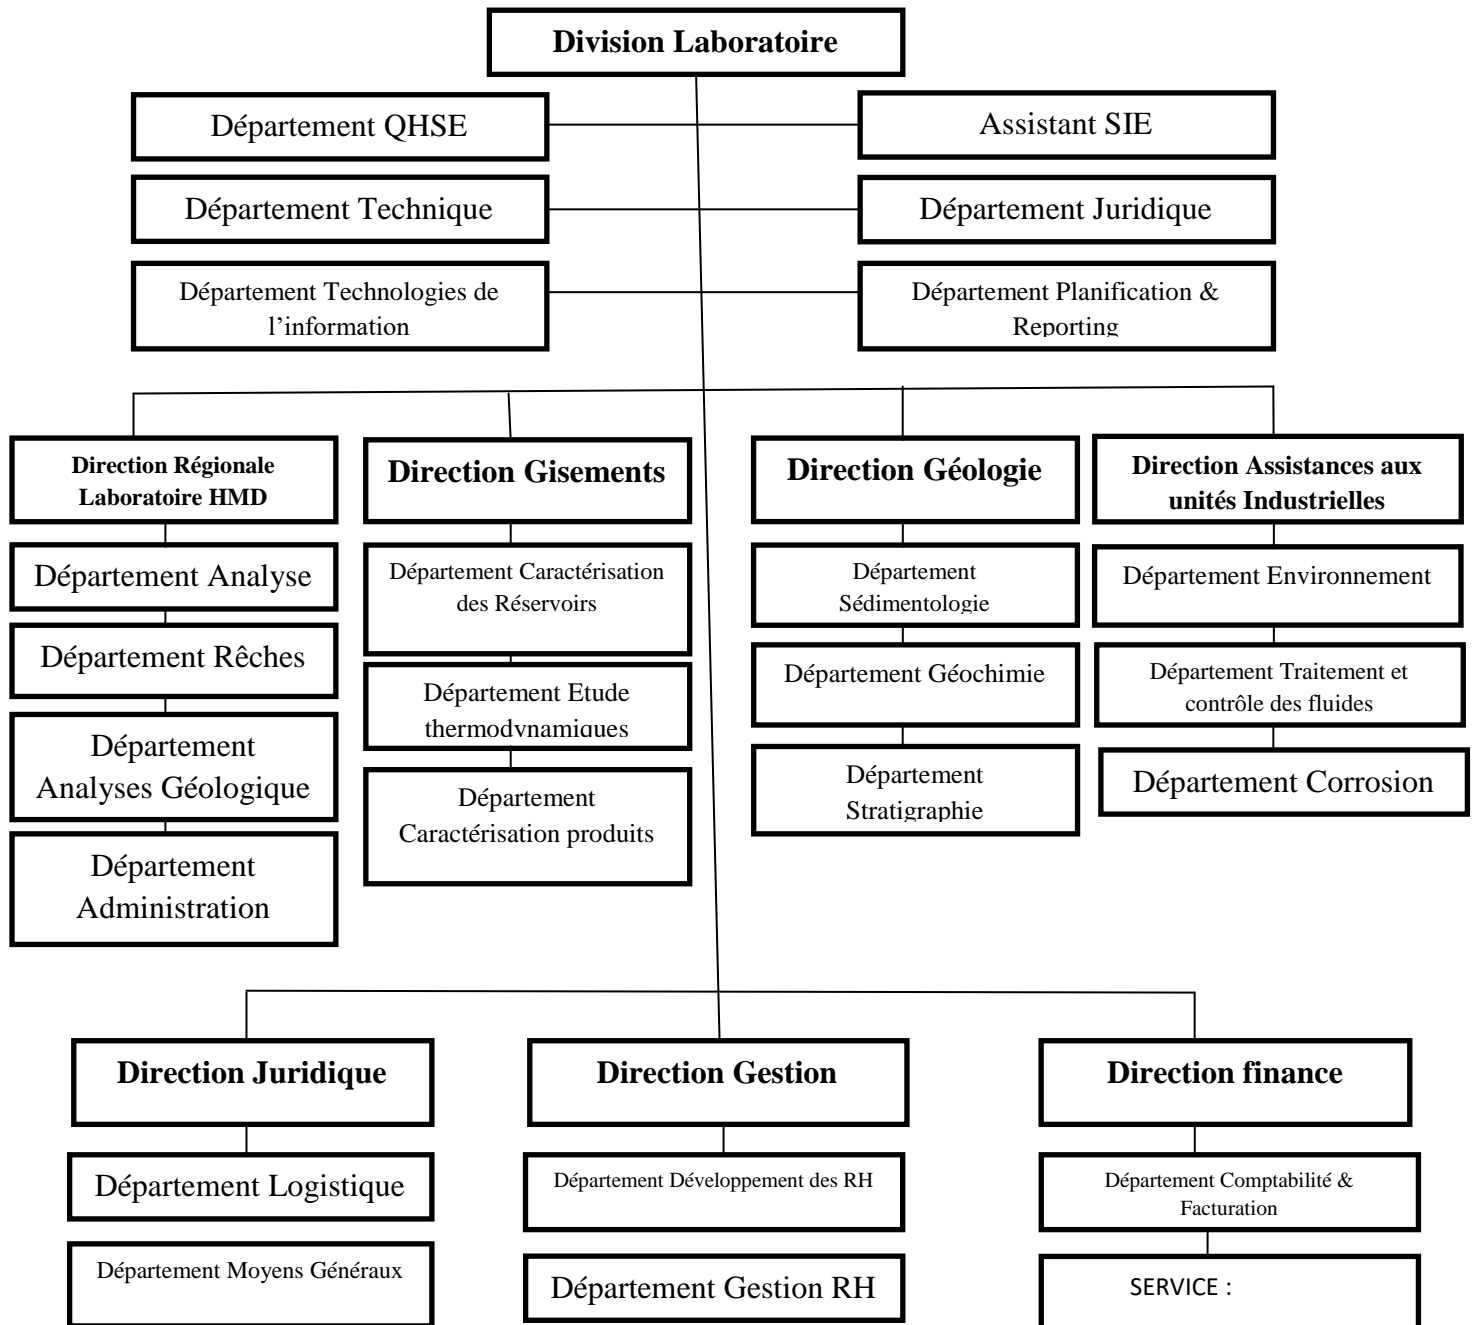 Division Laboratoire
Département QHSE
Assistant SIE
Département Technique
Département Juridique
Département Technologies de
l’information
Département Planification &
Reporting
Direction Régionale
Laboratoire HMD
Direction Gisements
Direction Géologie
Direction Assistances aux
unités Industrielles
Département Analyse
Département Rêches
Département
Analyses Géologique
Département
Administration
Département Caractérisation
des Réservoirs
Département Etude
thermodynamiques
Département
Caractérisation produits
Département
Sédimentologie
Département Géochimie
Département
Stratigraphie
Département Environnement
Département Traitement et
contrôle des fluides
Département Corrosion
Direction Juridique
Direction Gestion
Direction finance
Département Logistique
Département Moyens Généraux
Département Développement des RH
Département Gestion RH
Département Comptabilité &
Facturation
SERVICE :